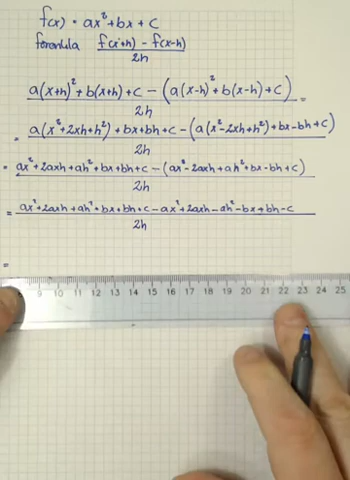 f(x) = ax²+bx+c
formula f(x+h) - f(x-h) / 2h
a(x+h)²+b(x+h)+c - (a(x-h)²+b(x-h)+c) / 2h =
= a(x²+2xh+h²)+bx+bh+c-(a(x²-2xh+h²)+bx-bh+c) / 2h
= ax²+2axh+ah²+bx+bh+c-(ax²-2axh+ah²+bx-bh+c) / 2h
= ax²+2axh+ah²+bx+bh+c-ax²+2axh-ah²-bx+bh-c / 2h
=
8 9 10 11 12 13 14 15 16 17 18 19 20 21 22 23 24 25